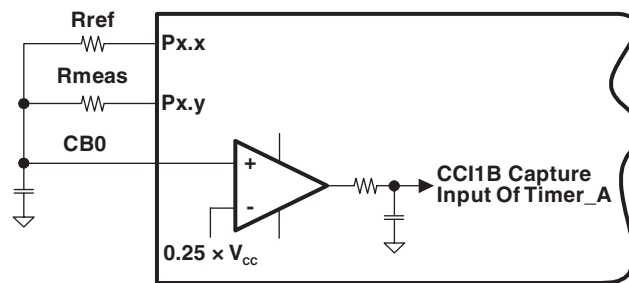 Rref
Px.x
Rmeas
Px.y
CB0
+
-
CCI1B Capture
Input Of Timer_A
0.25 × Vcc